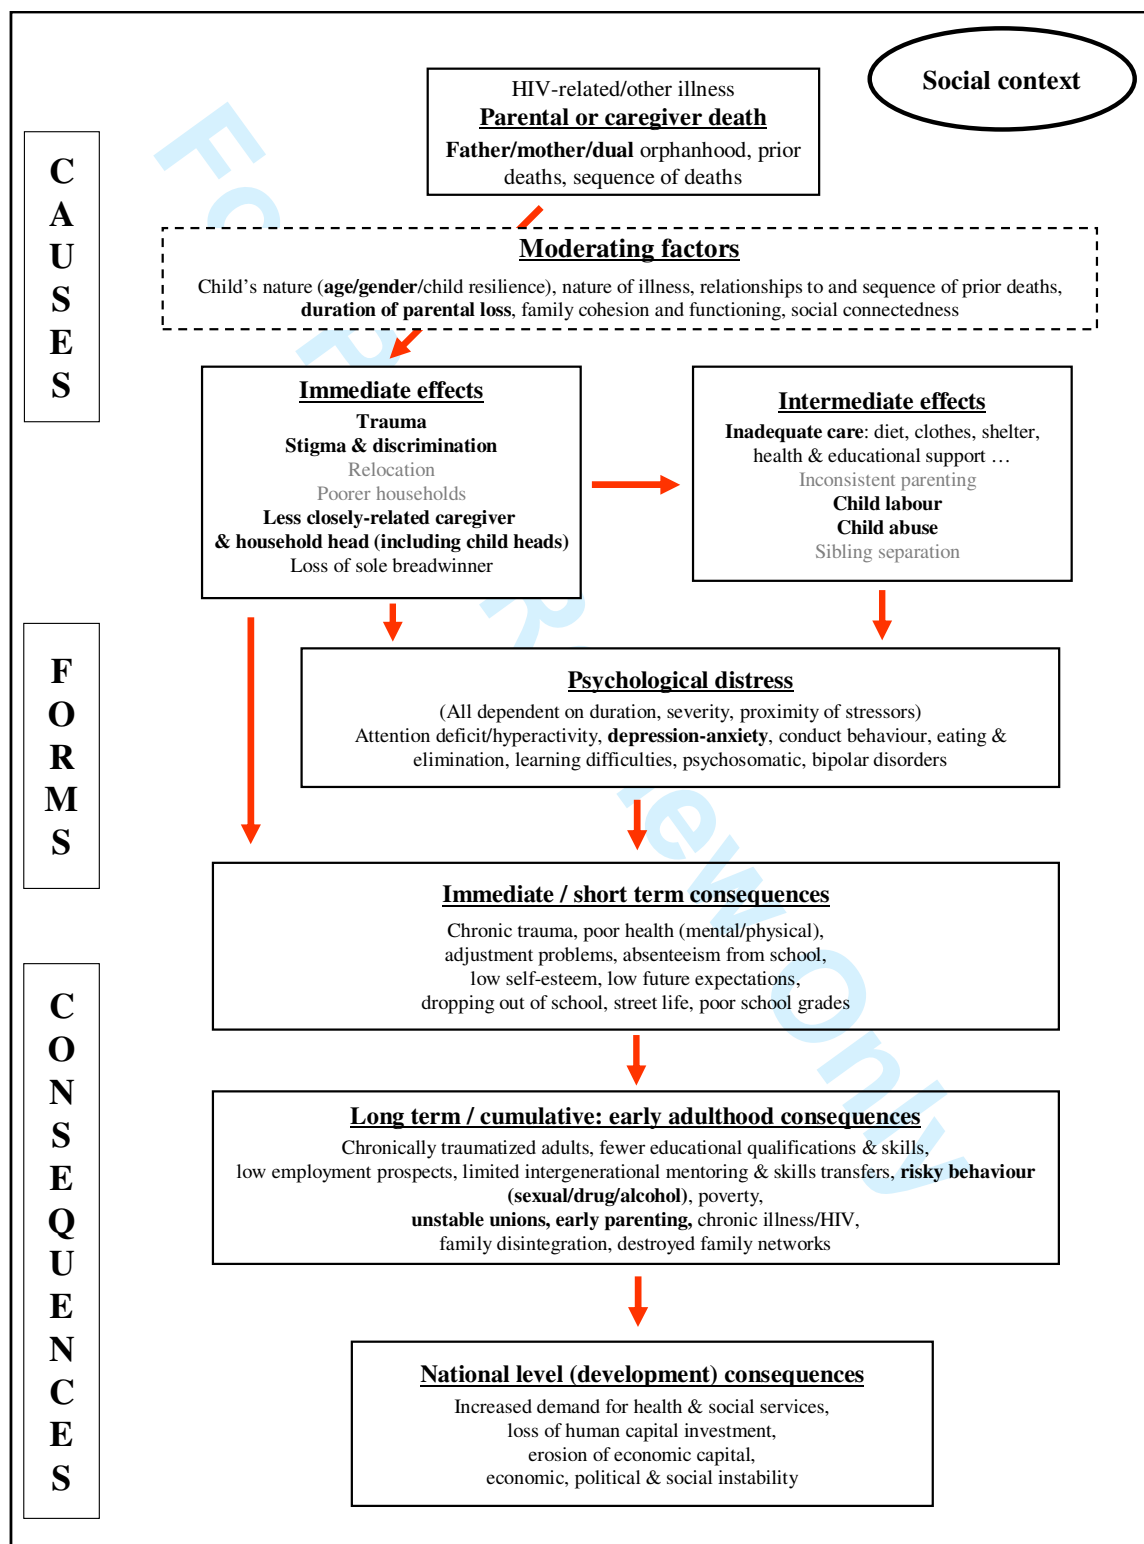 Social context
HIV-related/other illness
Parental or caregiver death
Father/mother/dual orphanhood, prior
deaths, sequence of deaths
CAUSES
Moderating factors
Child's nature (age/gender/child resilience), nature of illness, relationships to and sequence of prior deaths,
duration of parental loss, family cohesion and functioning, social connectedness
Immediate effects
Trauma
Stigma & discrimination
Relocation
Poorer households
Less closely-related caregiver
& household head (including child heads)
Loss of sole breadwinner
Intermediate effects
Inadequate care: diet, clothes, shelter,
health & educational support …
Inconsistent parenting
Child labour
Child abuse
Sibling separation
FORMS
Psychological distress
(All dependent on duration, severity, proximity of stressors)
Attention deficit/hyperactivity, depression-anxiety, conduct behaviour, eating &
elimination, learning difficulties, psychosomatic, bipolar disorders
Immediate / short term consequences
Chronic trauma, poor health (mental/physical),
adjustment problems, absenteeism from school,
low self-esteem, low future expectations,
dropping out of school, street life, poor school grades
CONSEQUENCES
Long term / cumulative: early adulthood consequences
Chronically traumatized adults, fewer educational qualifications & skills,
low employment prospects, limited intergenerational mentoring & skills transfers, risky behaviour
(sexual/drug/alcohol), poverty,
unstable unions, early parenting, chronic illness/HIV,
family disintegration, destroyed family networks
National level (development) consequences
Increased demand for health & social services,
loss of human capital investment,
erosion of economic capital,
economic, political & social instability
For Peer Review Only